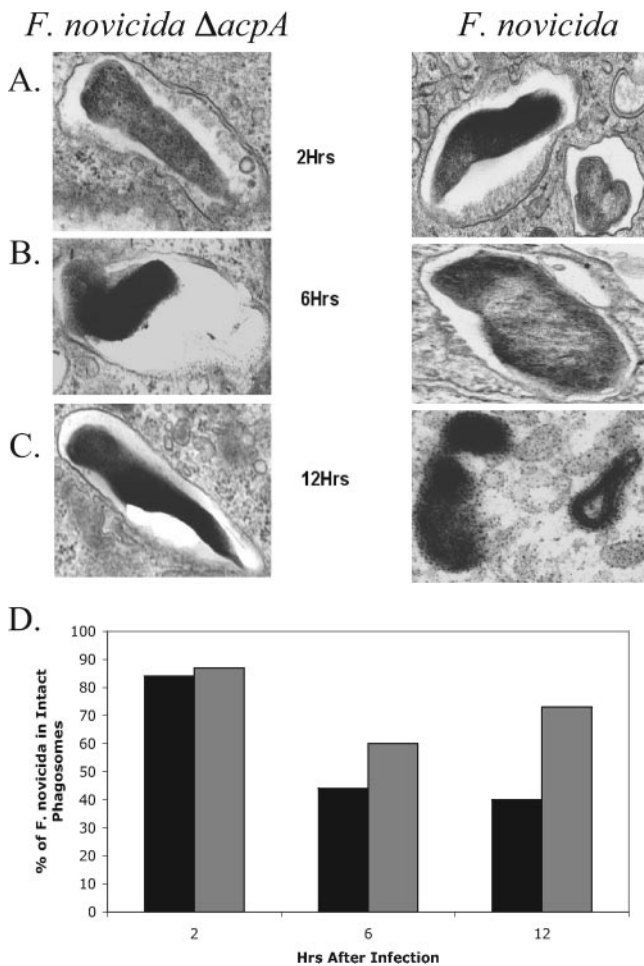 F. novicida ΔacpA
F. novicida
A.
2Hrs
B.
6Hrs
C.
12Hrs
D.
100
90
80
70
60
50
40
30
20
10
0
% of F. novicida in Intact
Phagosomes
2
6
12
Hrs After Infection